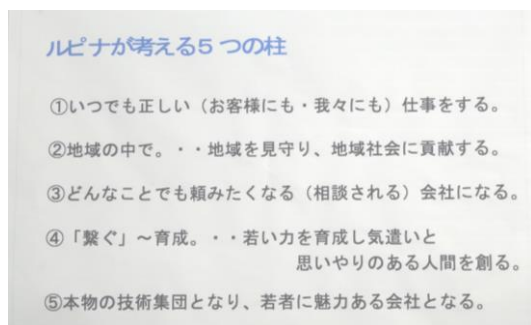 ルピナが考える5つの柱
①いつでも正しい（お客様にも・我々にも）仕事をする。
②地域の中で。・・地域を見守り、地域社会に貢献する。
③どんなことでも頼みたくなる（相談される）会社になる。
④「繋ぐ」～育成。・・若い力を育成し気遣いと
思いやりのある人間を創る。
⑤本物の技術集団となり、若者に魅力ある会社となる。